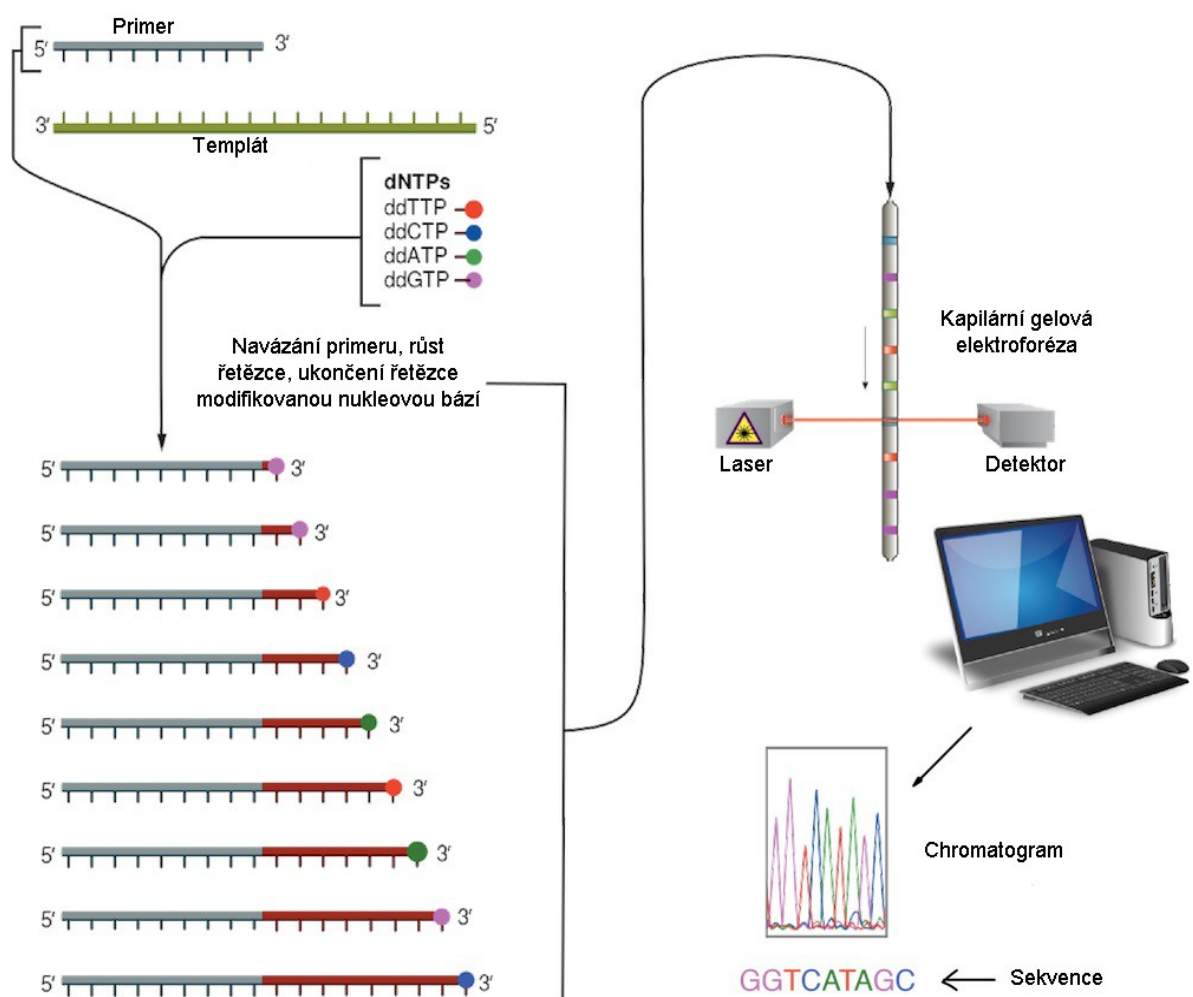 Primer
5′ 3′
3′ 5′
Templát
dNTPs
ddTTP
ddCTP
ddATP
ddGTP
Navázání primeru, růst
řetězce, ukončení řetězce
modifikovanou nukleovou bází
5′ 3′
5′ 3′
5′ 3′
5′ 3′
5′ 3′
5′ 3′
5′ 3′
5′ 3′
5′ 3′
Kapilární gelová
elektroforéza
Laser
Detektor
Chromatogram
GGTCATAGC
Sekvence